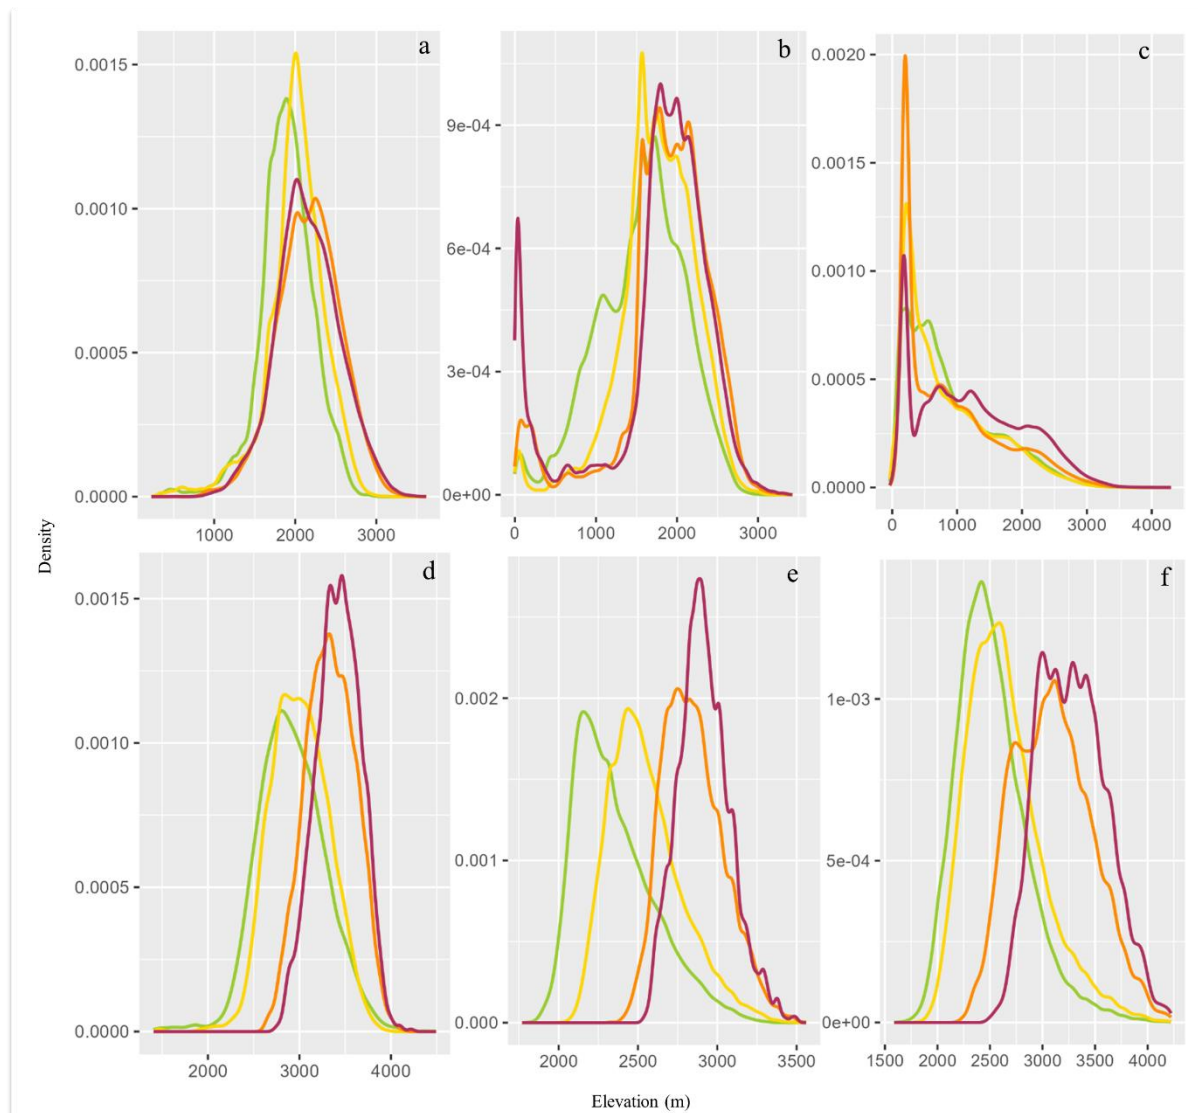 a
0.0015
0.0010
0.0005
0.0000
1000 2000 3000
b
9e-04
6e-04
3e-04
0e+00
0 1000 2000 3000
c
0.0020
0.0015
0.0010
0.0005
0.0000
0 1000 2000 3000 4000
Density
d
0.0015
0.0010
0.0005
0.0000
2000 3000 4000
e
0.002
0.001
0.000
2000 2500 3000 3500
f
1e-03
5e-04
0e+00
1500 2000 2500 3000 3500 4000
Elevation (m)